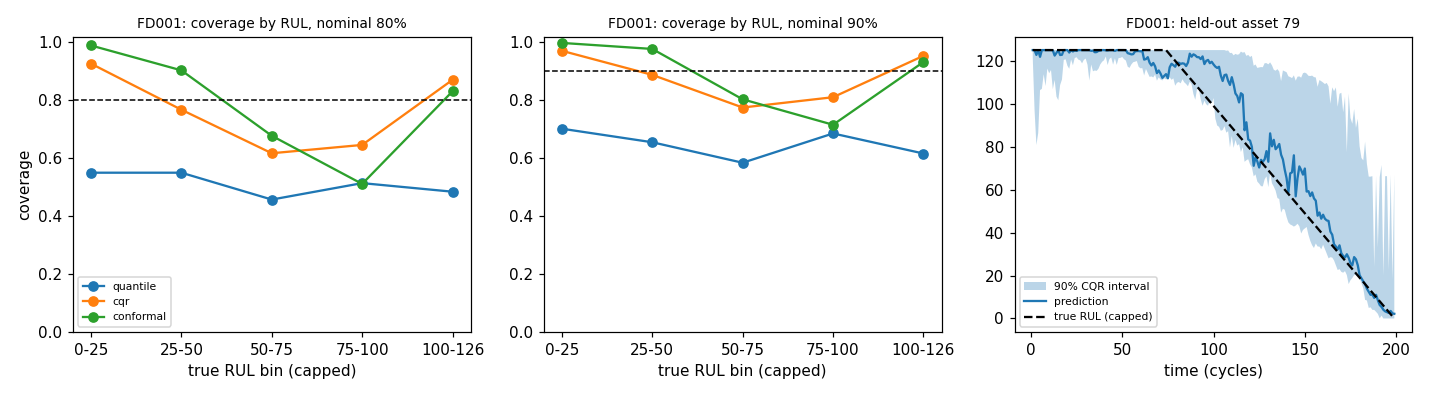 FD001: coverage by RUL, nominal 80%
1.0
0.8
0.6
0.4
0.2
0.0
coverage
quantile
cqr
conformal
0-25 25-50 50-75 75-100 100-126
true RUL bin (capped)
FD001: coverage by RUL, nominal 90%
1.0
0.8
0.6
0.4
0.2
0.0
0-25 25-50 50-75 75-100 100-126
true RUL bin (capped)
FD001: held-out asset 79
120
100
80
60
40
20
0
90% CQR interval
prediction
true RUL (capped)
0 50 100 150 200
time (cycles)